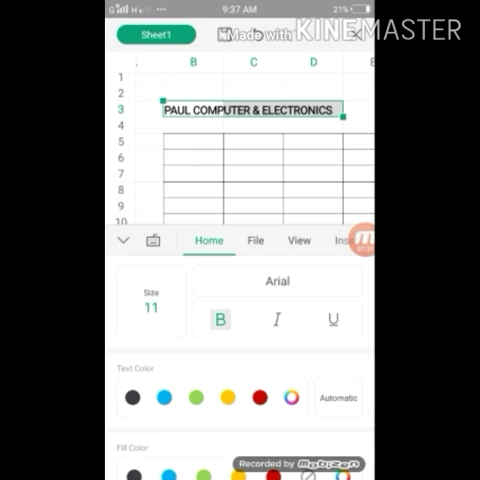 G.ıll H 9:37 AM 21%
Sheet1
Made with KINEMASTER
B C D E
1
2
3 PAUL COMPUTER & ELECTRONICS
4
5
6
7
8
9
10
Home File View Ins
Size
11
Arial
B I U
Text Color
Automatic
Fill Color
Recorded by mobizen